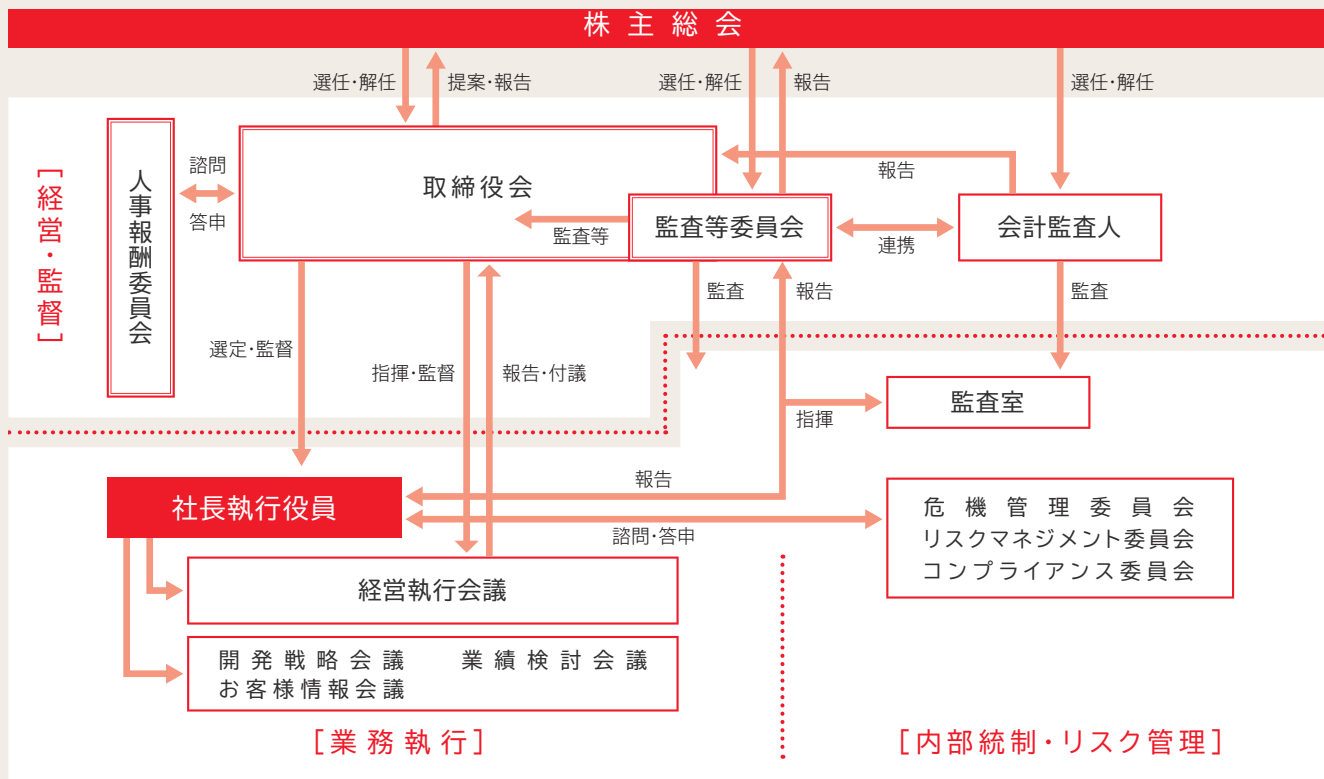 株主総会
選任・解任
提案・報告
選任・解任
報告
選任・解任
[経営・監督]
人事報酬委員会
諮問
答申
取締役会
監査等
監査等委員会
報告
連携
会計監査人
選定・監督
指揮・監督
報告・付議
監査
報告
監査
指揮
監査室
社長執行役員
報告
諮問・答申
危機管理委員会
リスクマネジメント委員会
コンプライアンス委員会
経営執行会議
開発戦略会議 業績検討会議
お客様情報会議
[業務執行]
[内部統制・リスク管理]